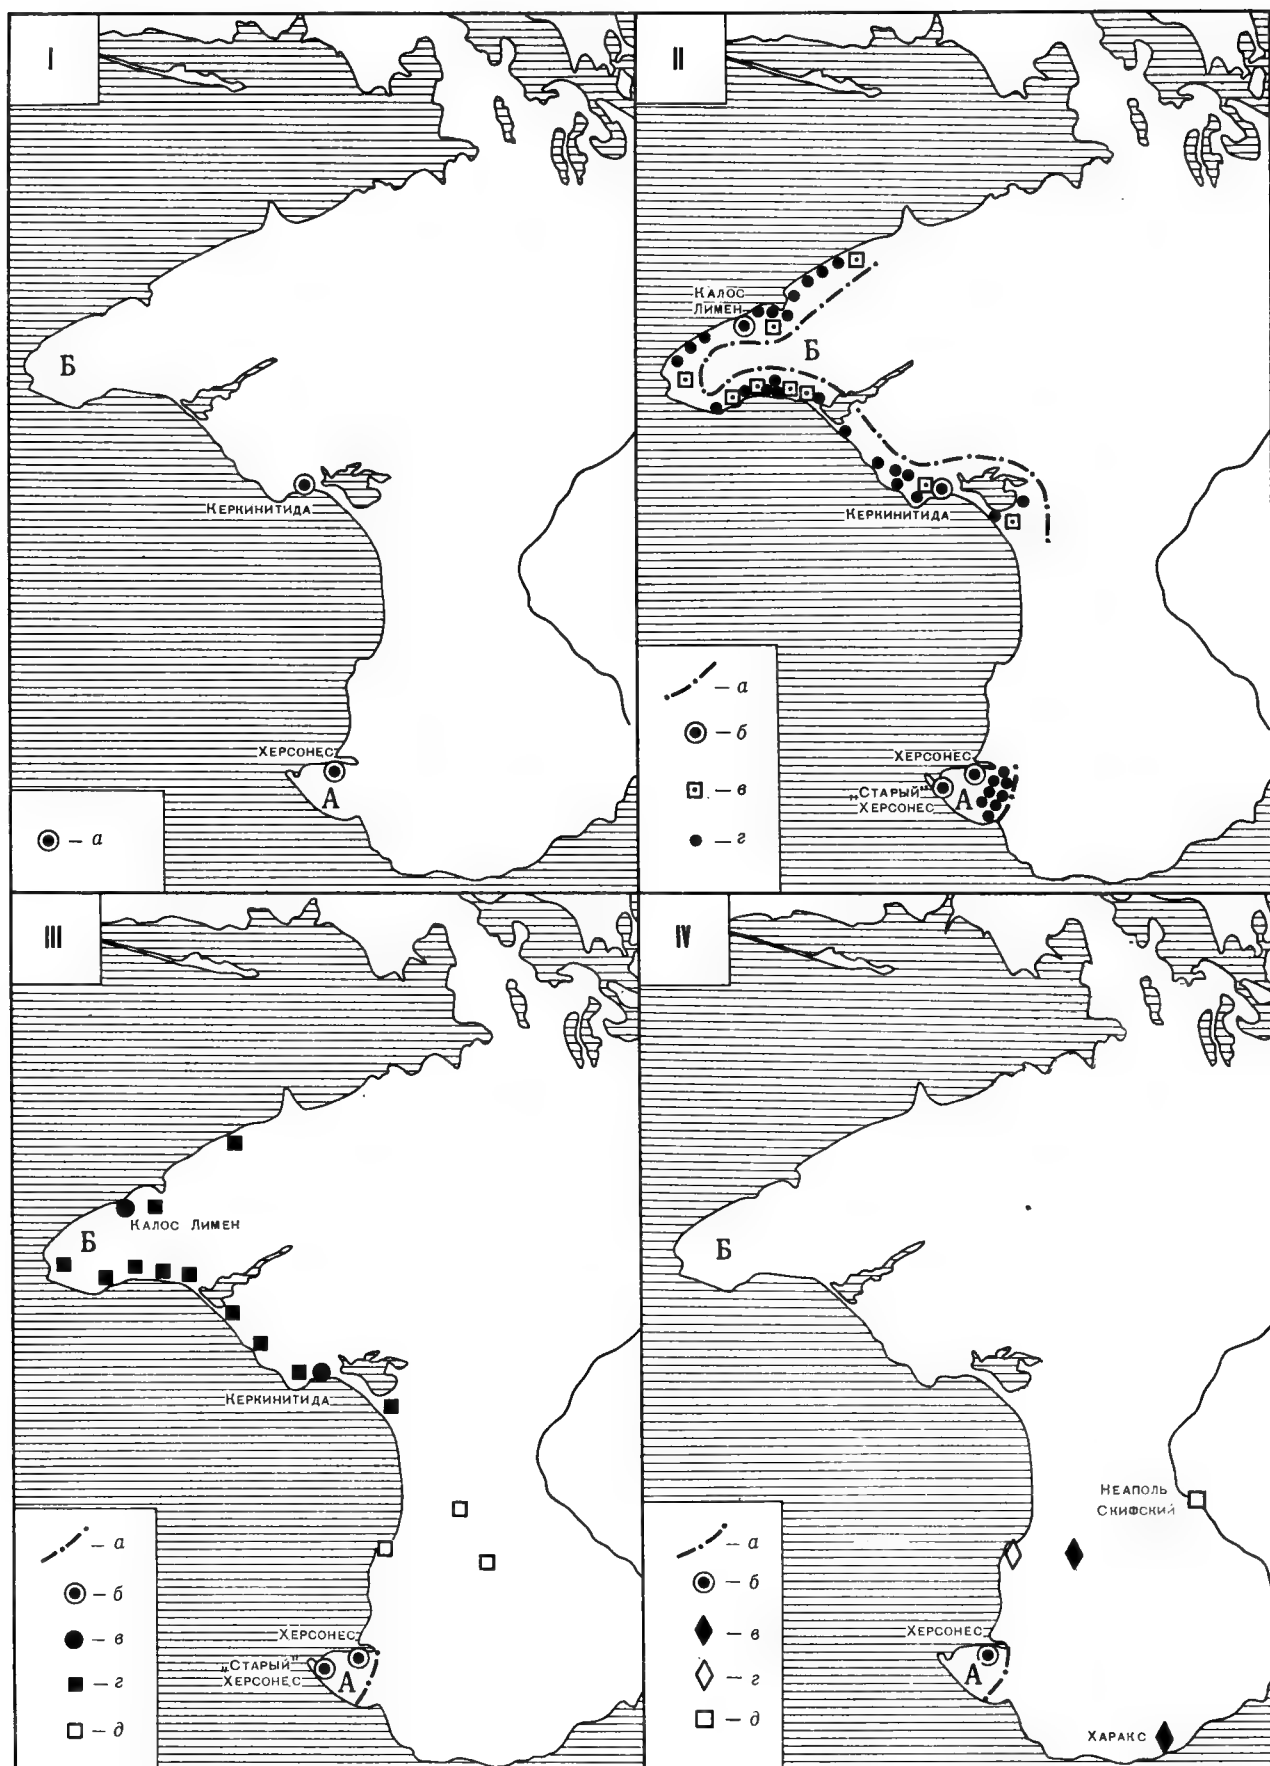 I
Б
КЕРКИНИТИДА
ХЕРСОНЕС
А
— а
II
КАЛОС
ЛИМЕН
Б
КЕРКИНИТИДА
— а
— б
— в
— г
ХЕРСОНЕС
„СТАРЫЙ"
ХЕРСОНЕС
А
III
КАЛОС ЛИМЕН
Б
КЕРКИНИТИДА
— а
— б
— в
— г
— д
ХЕРСОНЕС
„СТАРЫЙ"
ХЕРСОНЕС
А
IV
Б
НЕАПОЛЬ
СКИФСКИЙ
— а
— б
— в
— г
— д
ХЕРСОНЕС
А
ХАРАКС